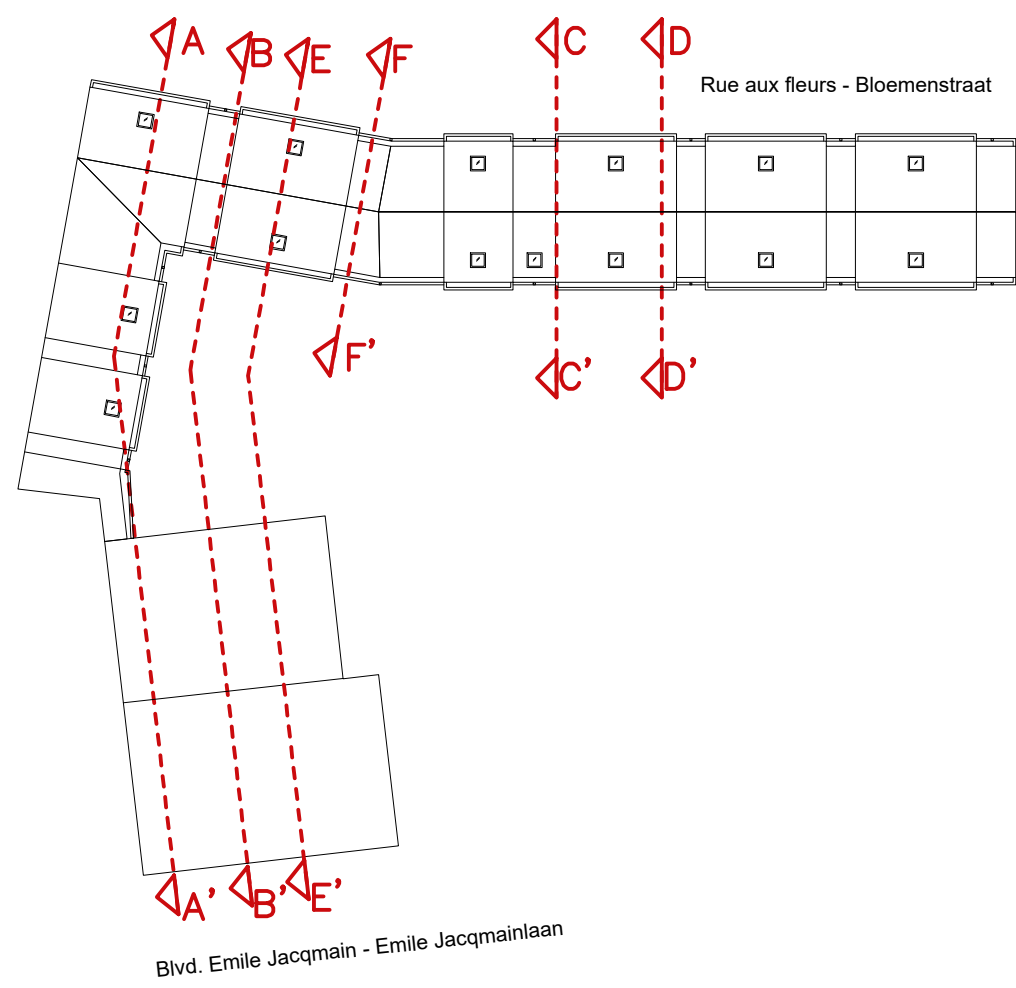 A
B
E
F
C
D
Rue aux fleurs - Bloemenstraat
F'
C'
D'
A'
B'
E'
Blvd. Emile Jacqmain - Emile Jacqmainlaan